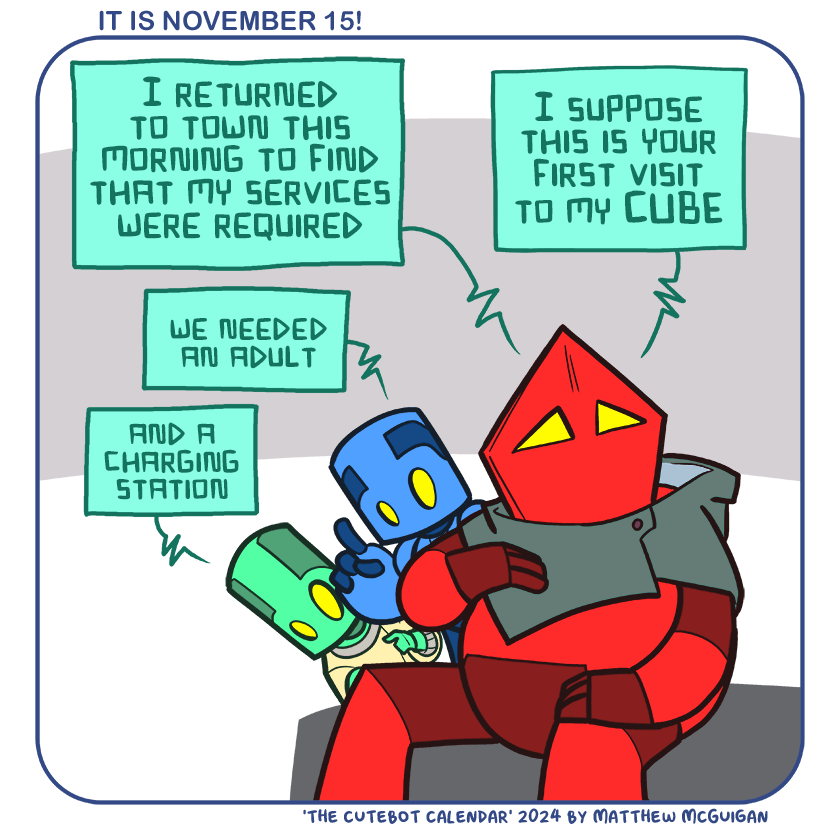 IT IS NOVEMBER 15!
I RETURNED
TO TOWN THIS
MORNING TO FIND
THAT MY SERVICES
WERE REQUIRED
I SUPPOSE
THIS IS YOUR
FIRST VISIT
TO MY CUBE
WE NEEDED
AN ADULT
AND A
CHARGING
STATION
'THE CUTEBOT CALENDAR' 2024 BY MATTHEW MCGUIGAN